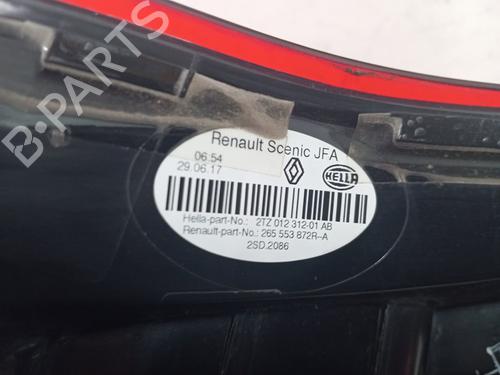 Renault Scenic JFA
06:54
29.06.17
HELLA
Hella-part-No.: 2TZ 012 312-01 AB
Renault-part-No.: 265 553 872R--A
2SD.2086
B-PARTS